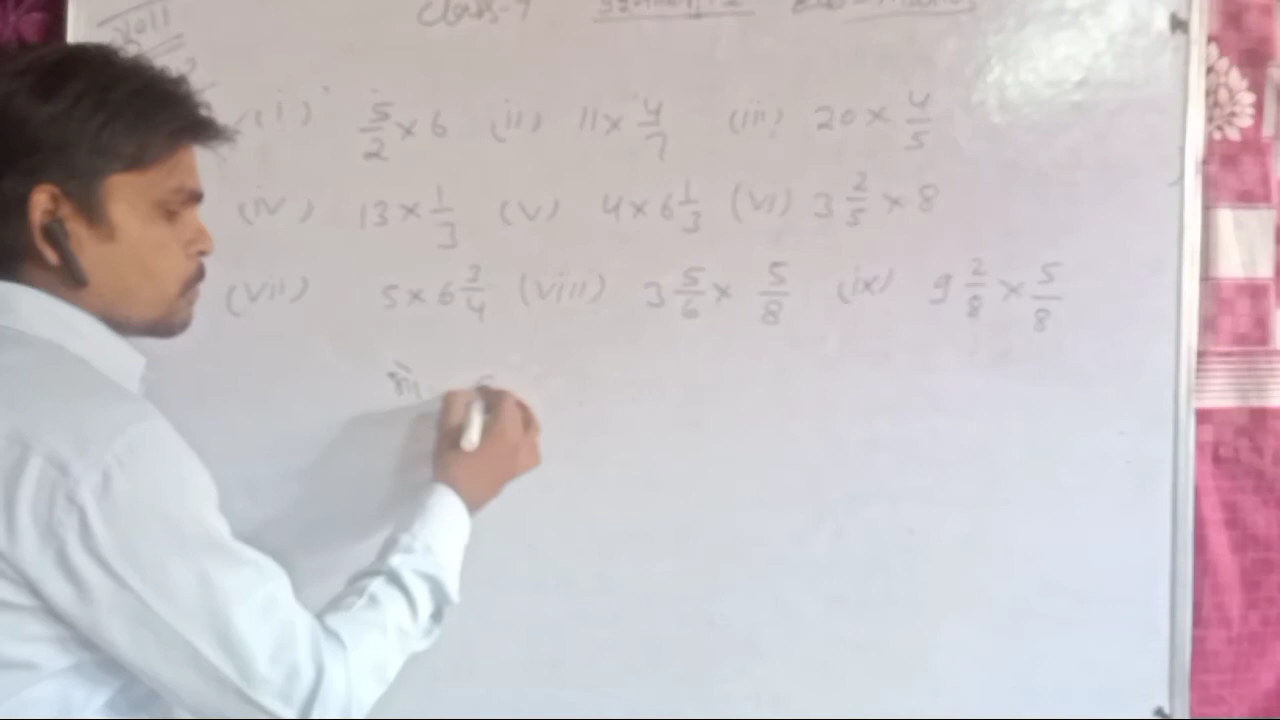 (i) 5/2 × 6 (ii) 11 × 4/7 (iii) 20 × 4/5
(iv) 13 × 1/3 (v) 4 × 6 1/3 (vi) 3 2/5 × 8
(vii) 5 × 6 3/4 (viii) 3 5/6 × 5/8 (ix) 9 2/8 × 5/8